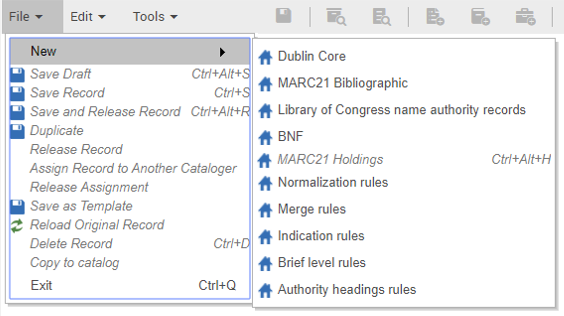 File Edit Tools
New
Save Draft Ctrl+Alt+S
Save Record Ctrl+S
Save and Release Record Ctrl+Alt+R
Duplicate
Release Record
Assign Record to Another Cataloger
Release Assignment
Save as Template
Reload Original Record
Delete Record Ctrl+D
Copy to catalog
Exit Ctrl+Q
Dublin Core
MARC21 Bibliographic
Library of Congress name authority records
BNF
MARC21 Holdings Ctrl+Alt+H
Normalization rules
Merge rules
Indication rules
Brief level rules
Authority headings rules